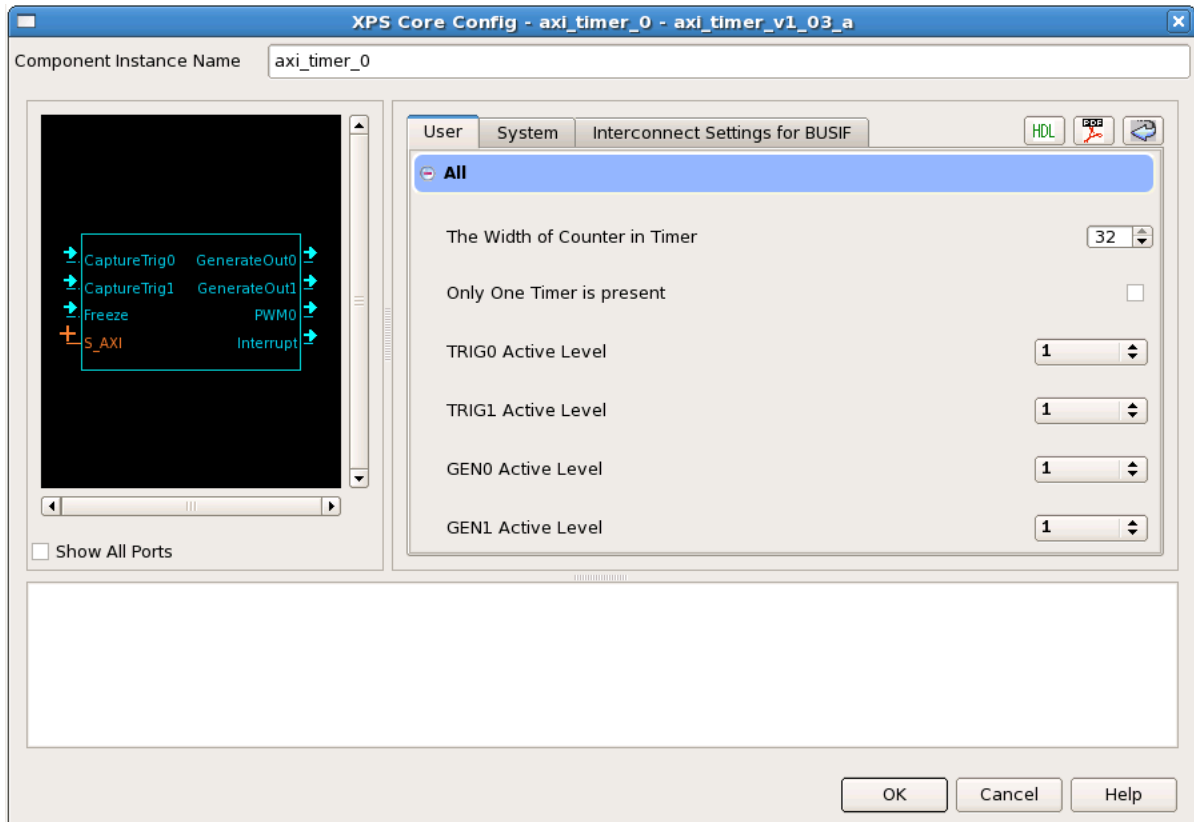 XPS Core Config - axi_timer_0 - axi_timer_v1_03_a
Component Instance Name axi_timer_0
User System Interconnect Settings for BUSIF HDL PDF
All
CaptureTrig0 GenerateOut0
CaptureTrig1 GenerateOut1
Freeze PWM0
S_AXI Interrupt
The Width of Counter in Timer 32
Only One Timer is present
TRIG0 Active Level 1
TRIG1 Active Level 1
GEN0 Active Level 1
GEN1 Active Level 1
Show All Ports
OK Cancel Help